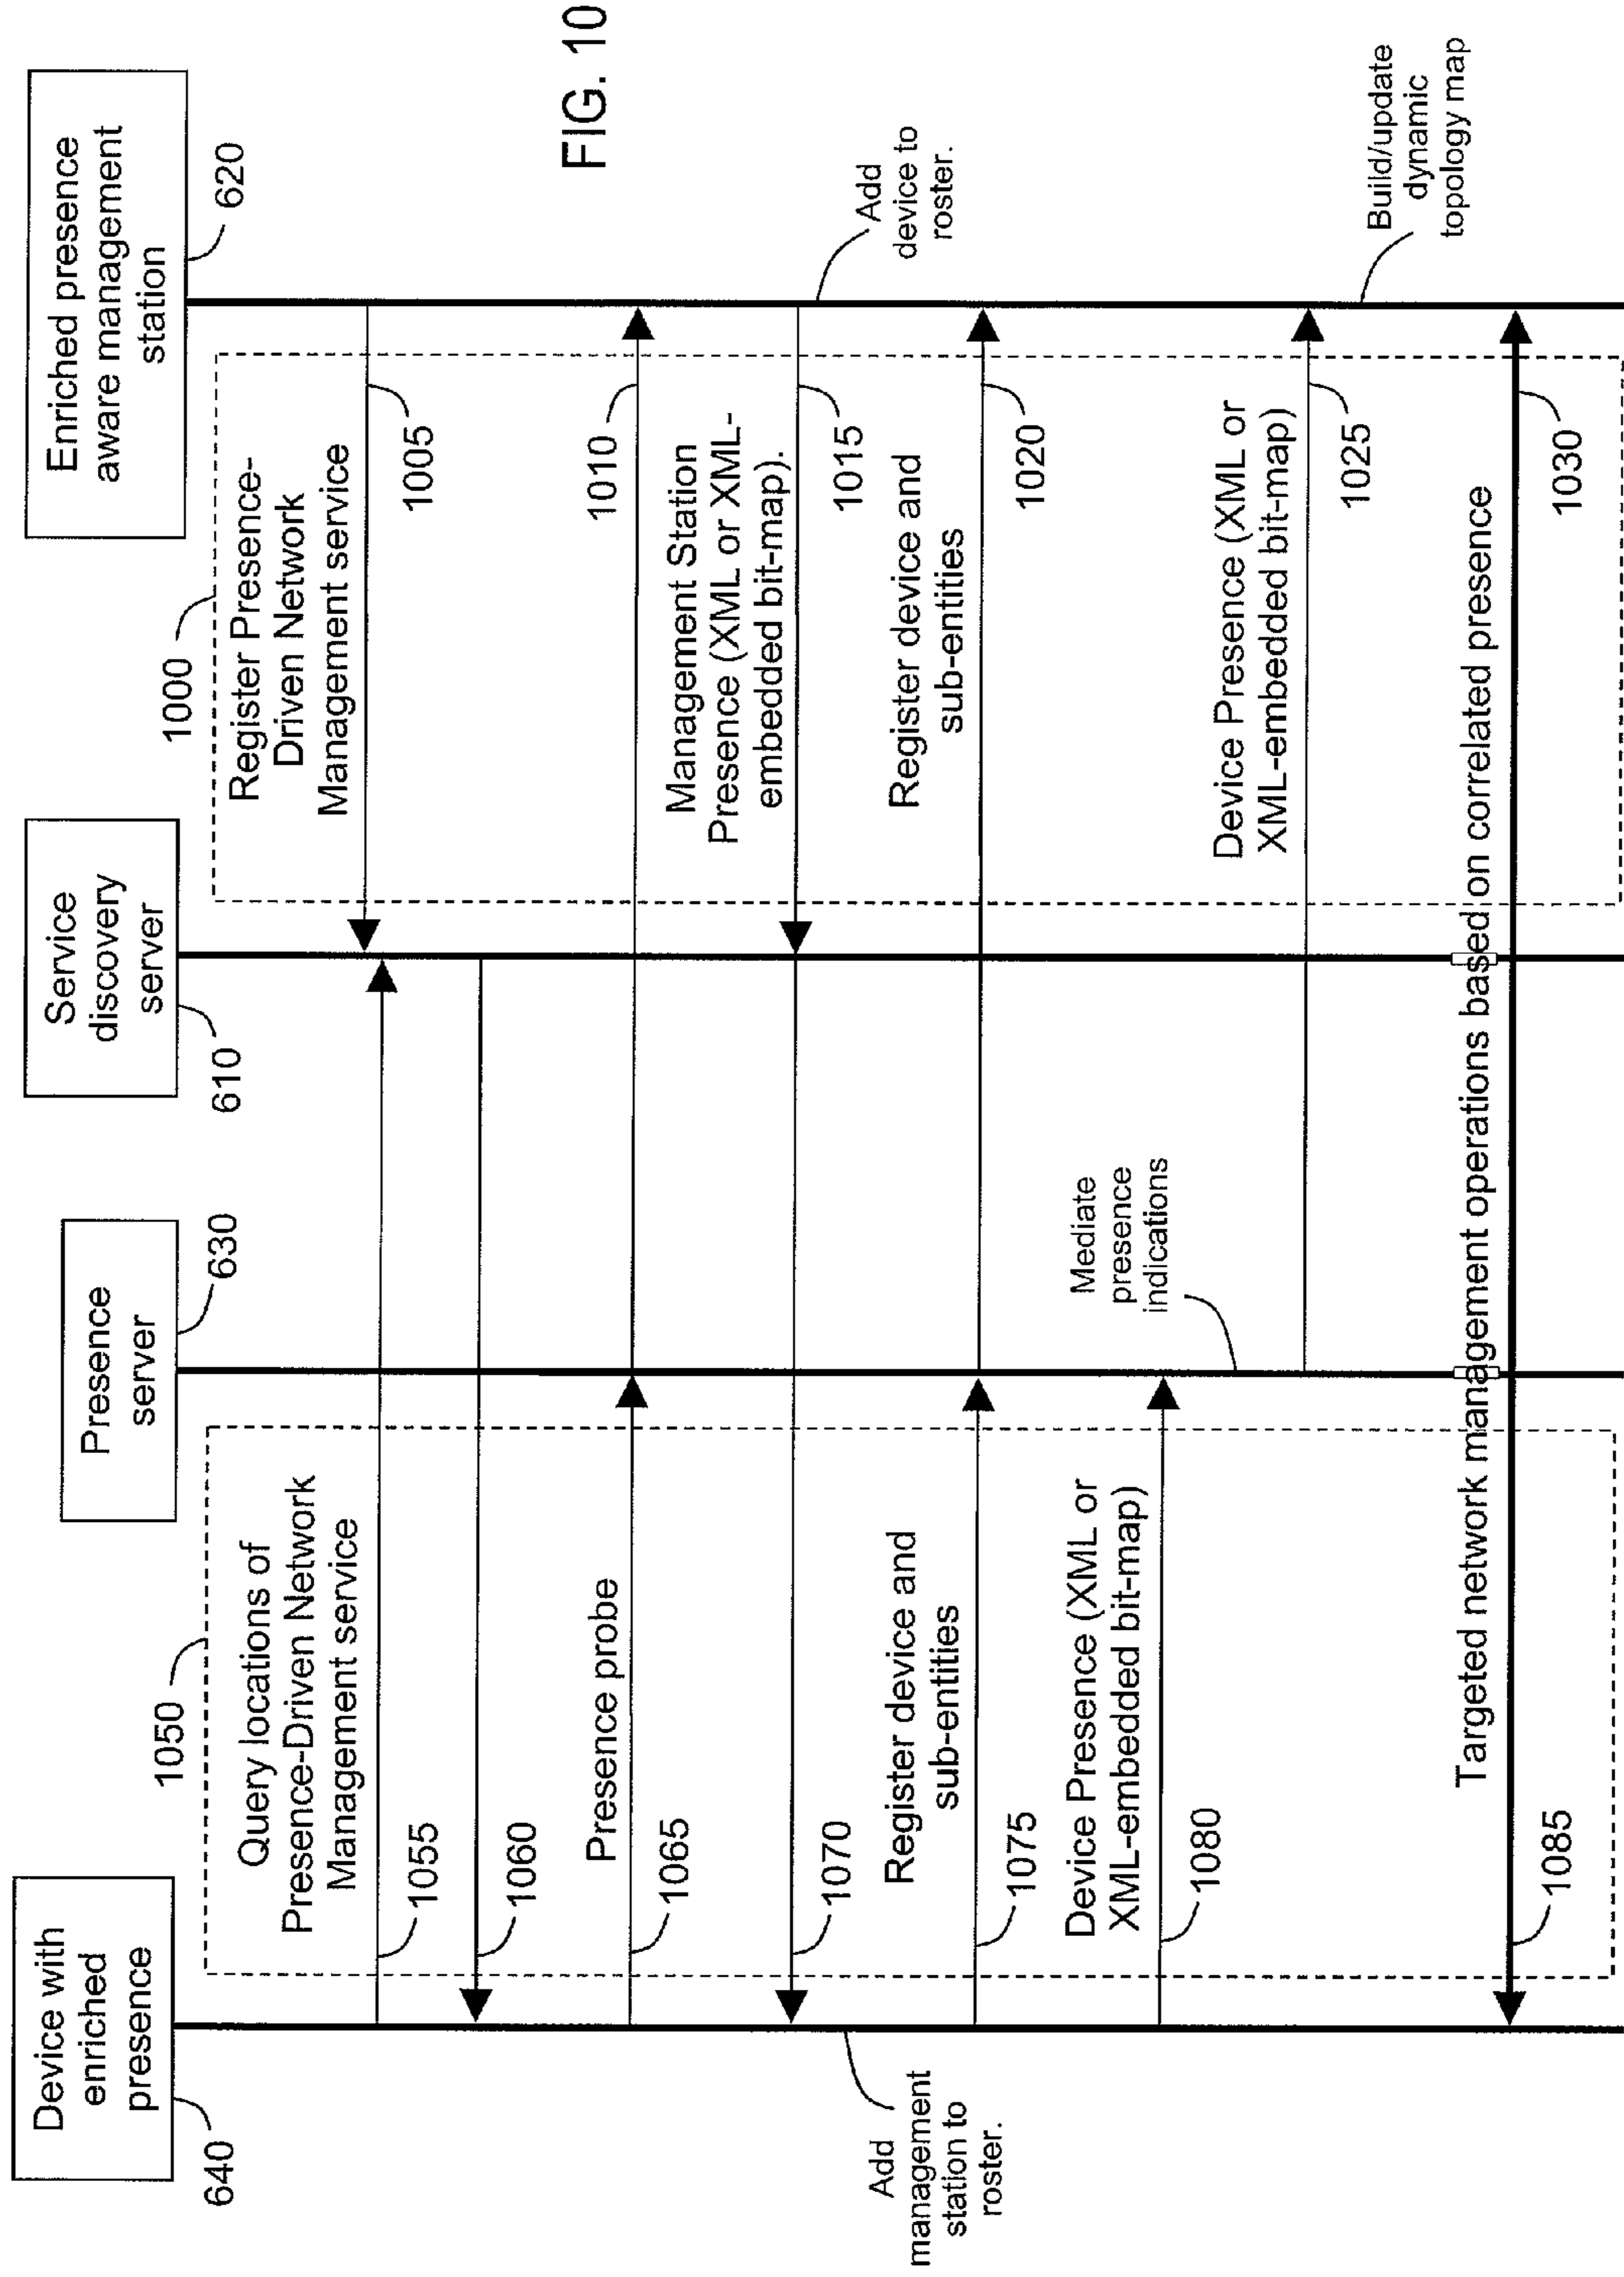 Device with
enriched
presence
640
Presence
server
630
Service
discovery
server
610
Enriched presence
aware management
station
620
1050
Query locations of
Presence-Driven Network
Management service
1055
1060
Presence probe
1065
1070
Add
management
station to
roster.
Register device and
sub-entities
1075
Device Presence (XML or
XML-embedded bit-map)
1080
Mediate
presence
indications
1000
Register Presence-
Driven Network
Management service
1005
1010
Management Station
Presence (XML or XML-
embedded bit-map).
1015
Add
device to
roster.
Register device and
sub-entities
1020
Device Presence (XML or
XML-embedded bit-map)
1025
Build/update
dynamic
topology map
Targeted network management operations based on correlated presence
1085
1030
FIG. 10